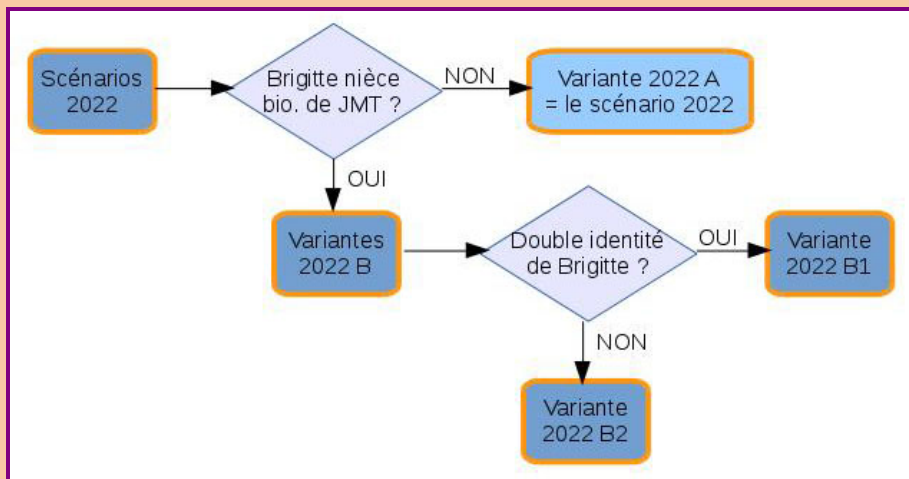 Scénarios
2022
Brigitte nièce
bio. de JMT ?
NON
Variante 2022 A
= le scénario 2022
OUI
Variantes
2022 B
Double identité
de Brigitte ?
OUI
Variante
2022 B1
NON
Variante
2022 B2